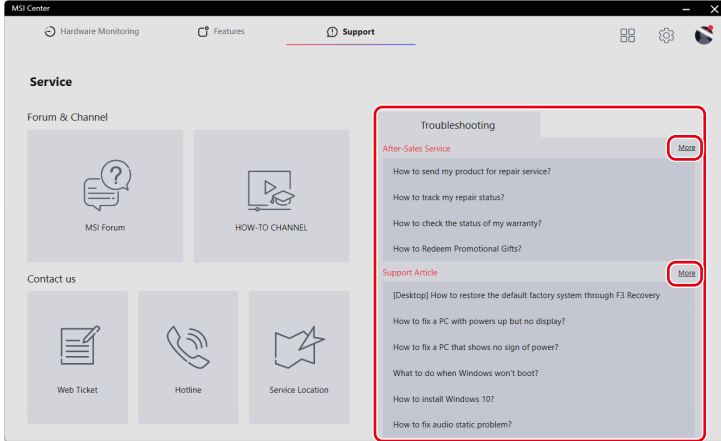 MSI Center
Hardware Monitoring
Features
Support
Service
Forum & Channel
MSI Forum
HOW-TO CHANNEL
Contact us
Web Ticket
Hotline
Service Location
Troubleshooting
After-Sales Service
More
How to send my product for repair service?
How to track my repair status?
How to check the status of my warranty?
How to Redeem Promotional Gifts?
Support Article
More
[Desktop] How to restore the default factory system through F3 Recovery
How to fix a PC with powers up but no display?
How to fix a PC that shows no sign of power?
What to do when Windows won't boot?
How to install Windows 10?
How to fix audio static problem?